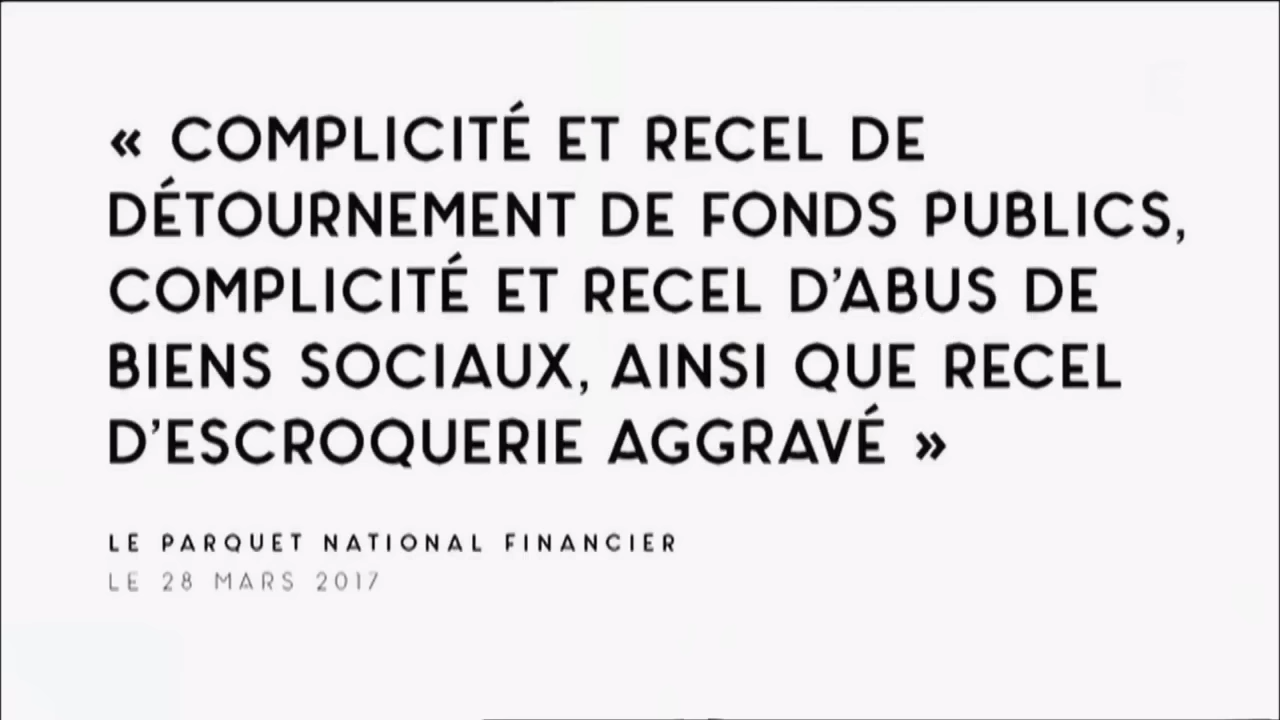 « COMPLICITÉ ET RECEL DE
DÉTOURNEMENT DE FONDS PUBLICS,
COMPLICITÉ ET RECEL D’ABUS DE
BIENS SOCIAUX, AINSI QUE RECEL
D’ESCROQUERIE AGGRAVÉ »
LE PARQUET NATIONAL FINANCIER
LE 28 MARS 2017